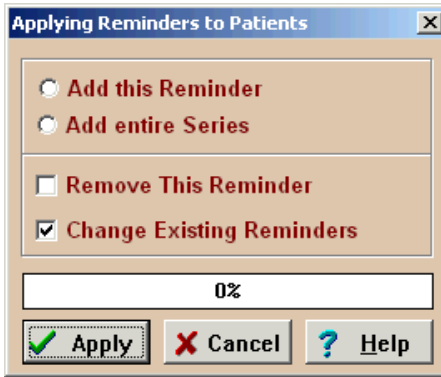 Applying Reminders to Patients
Add this Reminder
Add entire Series
Remove This Reminder
Change Existing Reminders
0%
Apply Cancel Help